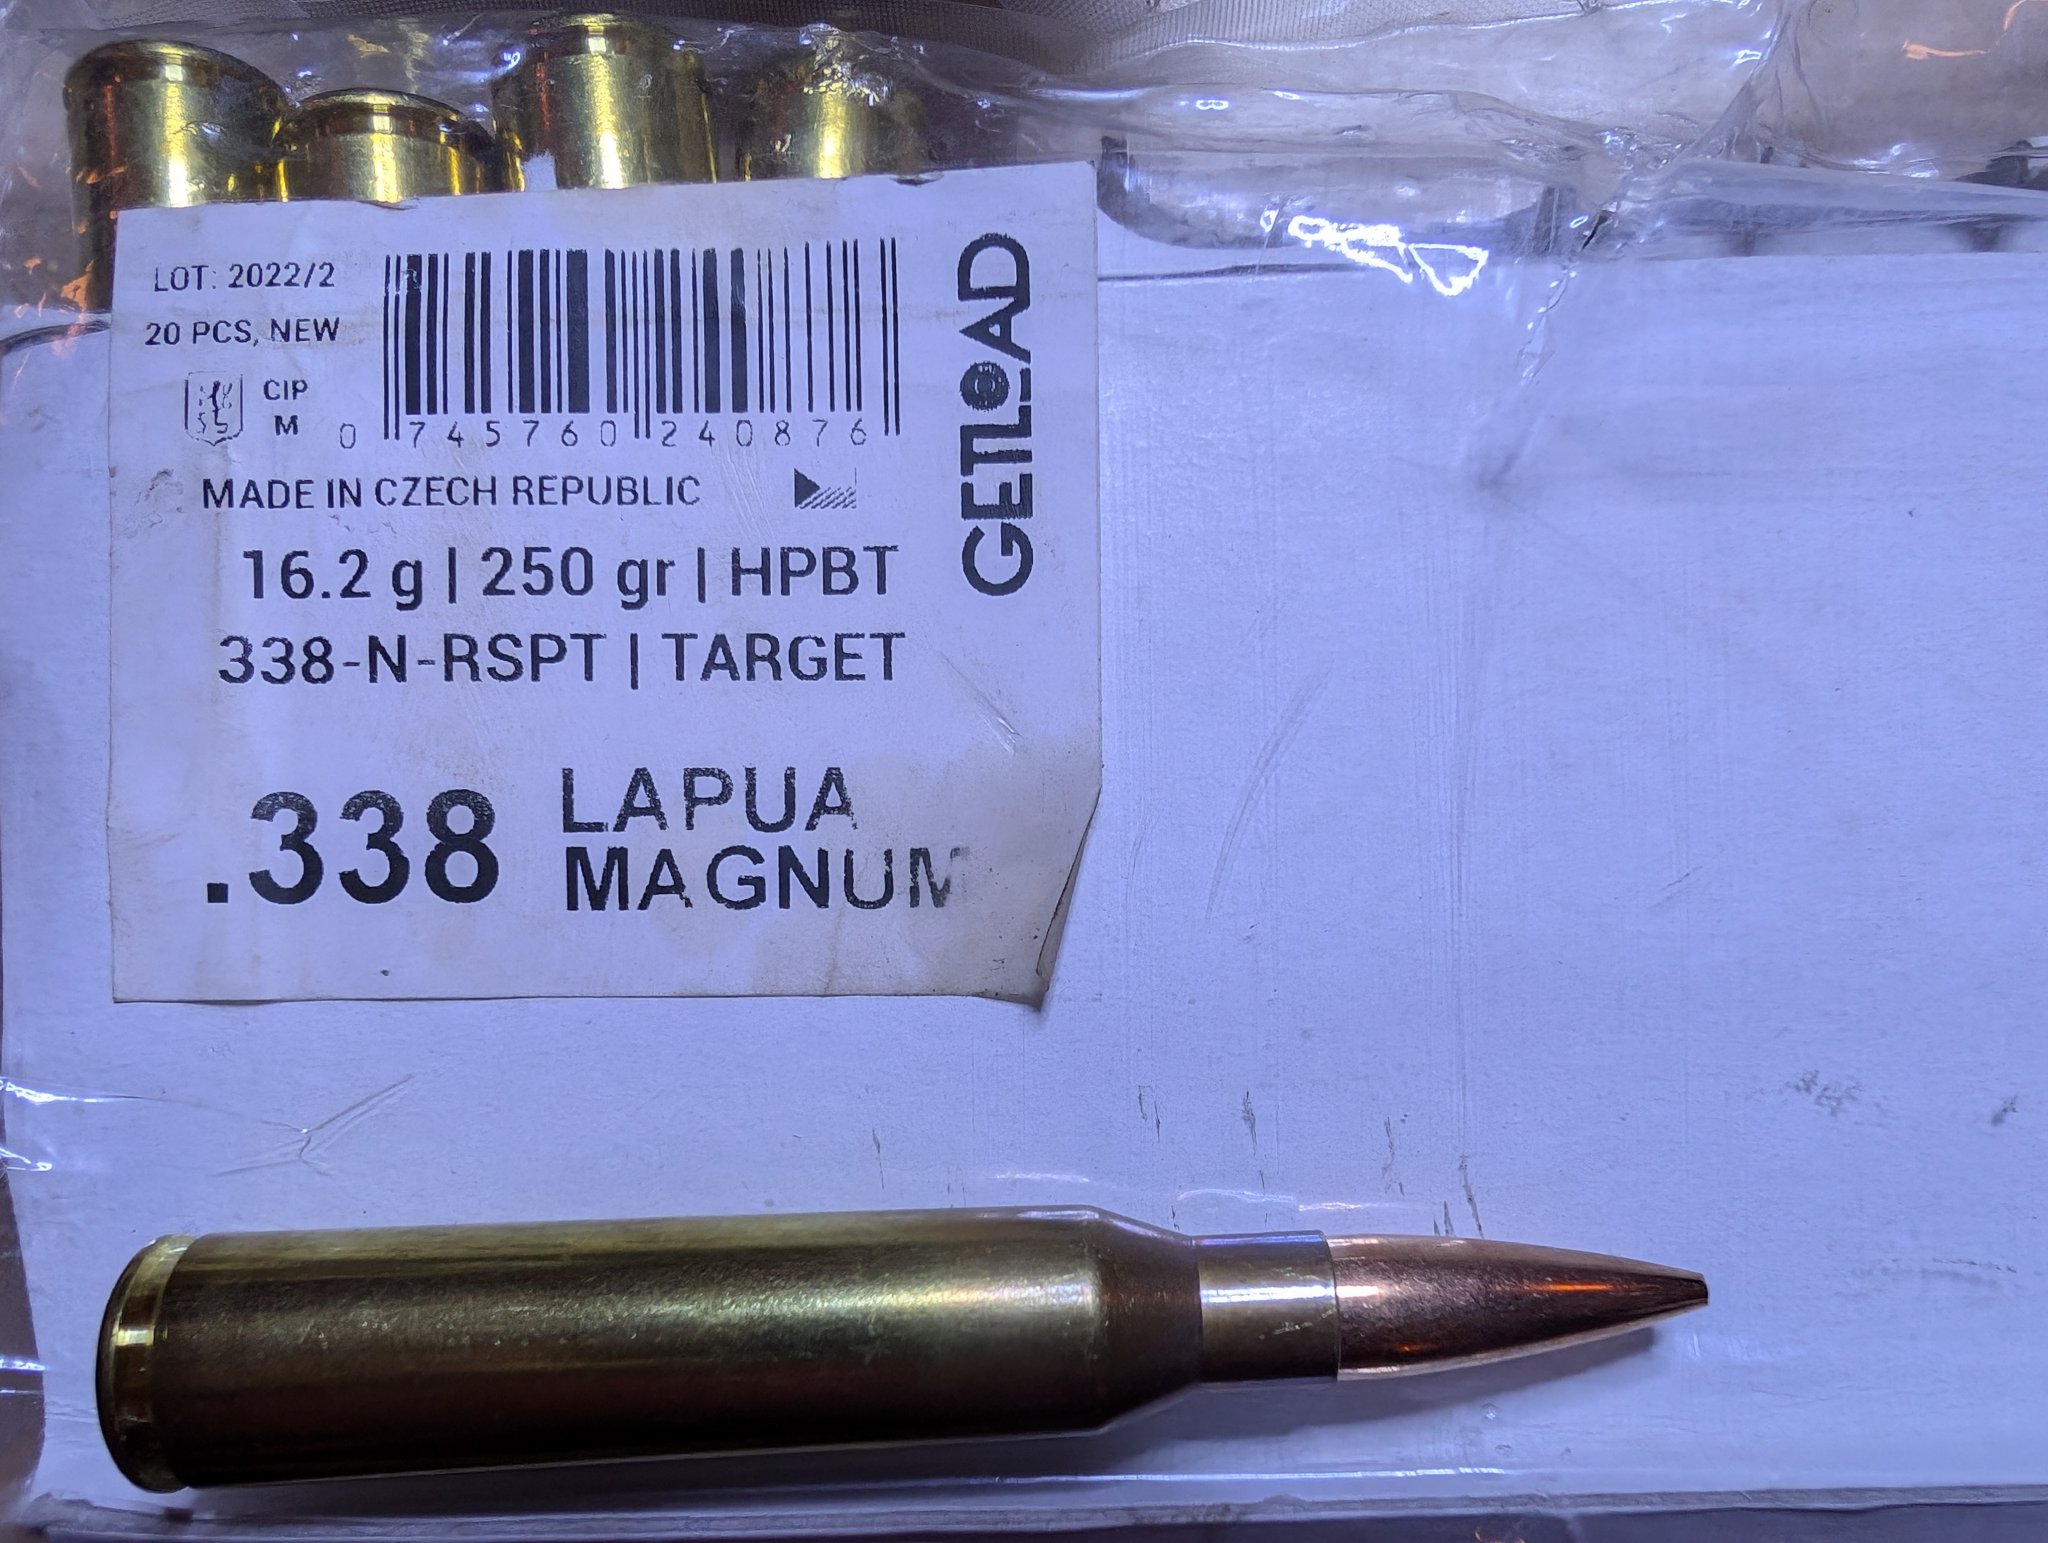 LOT: 2022/2
20 PCS, NEW
CIP
M
0 745760 240876
MADE IN CZECH REPUBLIC
16.2 g | 250 gr | HPBT
338-N-RSPT | TARGET
.338 LAPUA
MAGNUM
GETLOAD